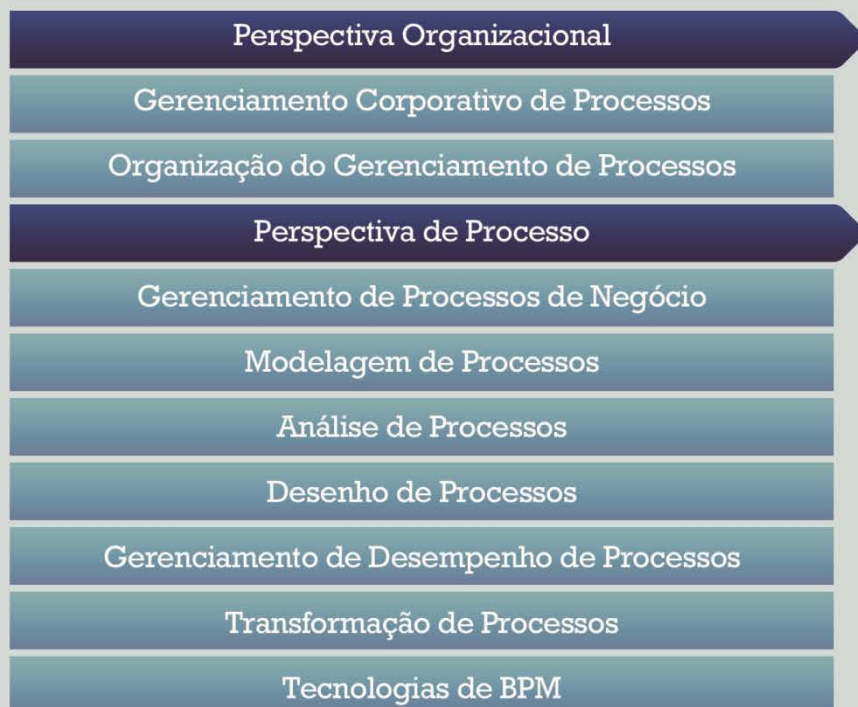 Perspectiva Organizacional
Gerenciamento Corporativo de Processos
Organização do Gerenciamento de Processos
Perspectiva de Processo
Gerenciamento de Processos de Negócio
Modelagem de Processos
Análise de Processos
Desenho de Processos
Gerenciamento de Desempenho de Processos
Transformação de Processos
Tecnologias de BPM